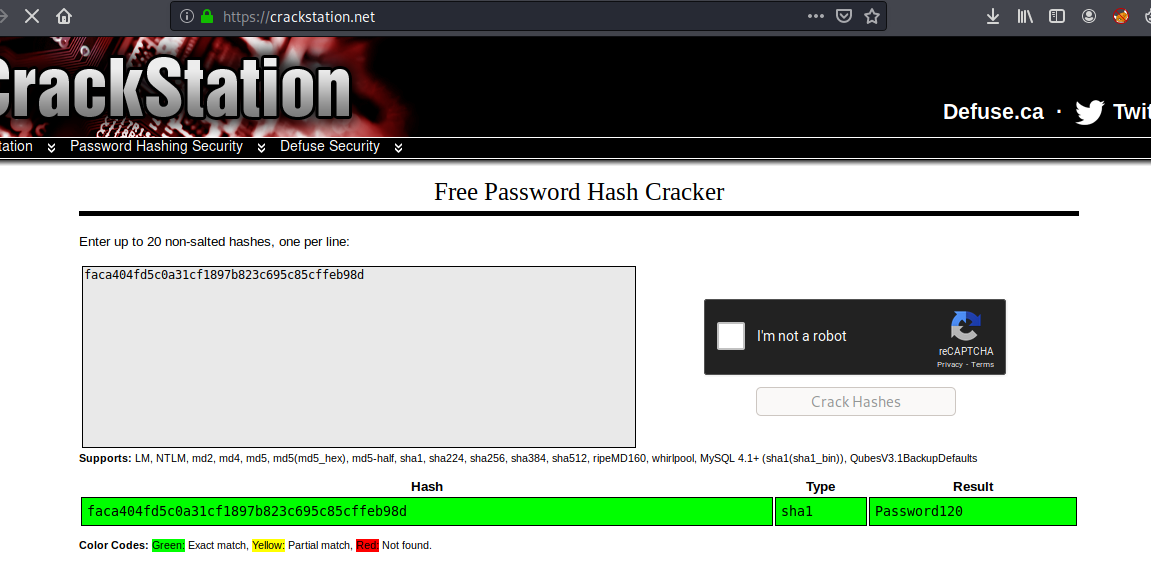 https://crackstation.net
CrackStation
Defuse.ca · Twit
tation Password Hashing Security Defuse Security
Free Password Hash Cracker
Enter up to 20 non-salted hashes, one per line:
faca404fd5c0a31cf1897b823c695c85cffeb98d
I'm not a robot
reCAPTCHA
Privacy - Terms
Crack Hashes
Supports: LM, NTLM, md2, md4, md5, md5(md5_hex), md5-half, sha1, sha224, sha256, sha384, sha512, ripeMD160, whirlpool, MySQL 4.1+ (sha1(sha1_bin)), QubesV3.1BackupDefaults
Hash Type Result
faca404fd5c0a31cf1897b823c695c85cffeb98d sha1 Password120
Color Codes: Green: Exact match, Yellow: Partial match, Red: Not found.